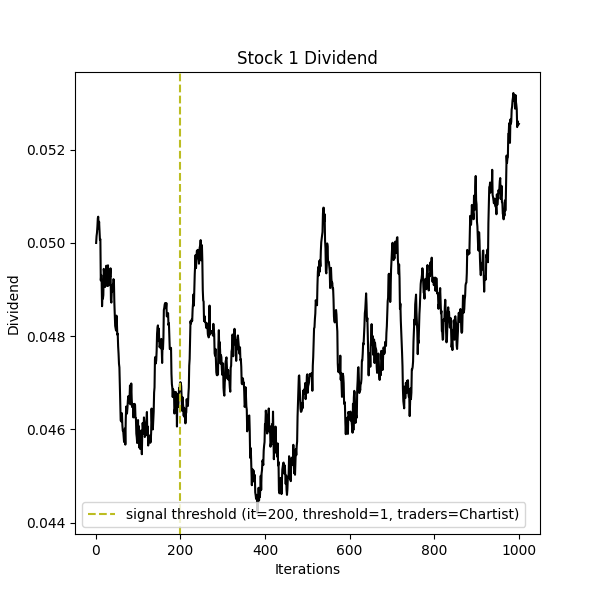 Stock 1 Dividend
0.052
0.050
0.048
0.046
0.044
Dividend
signal threshold (it=200, threshold=1, traders=Chartist)
0
200
400
600
800
1000
Iterations